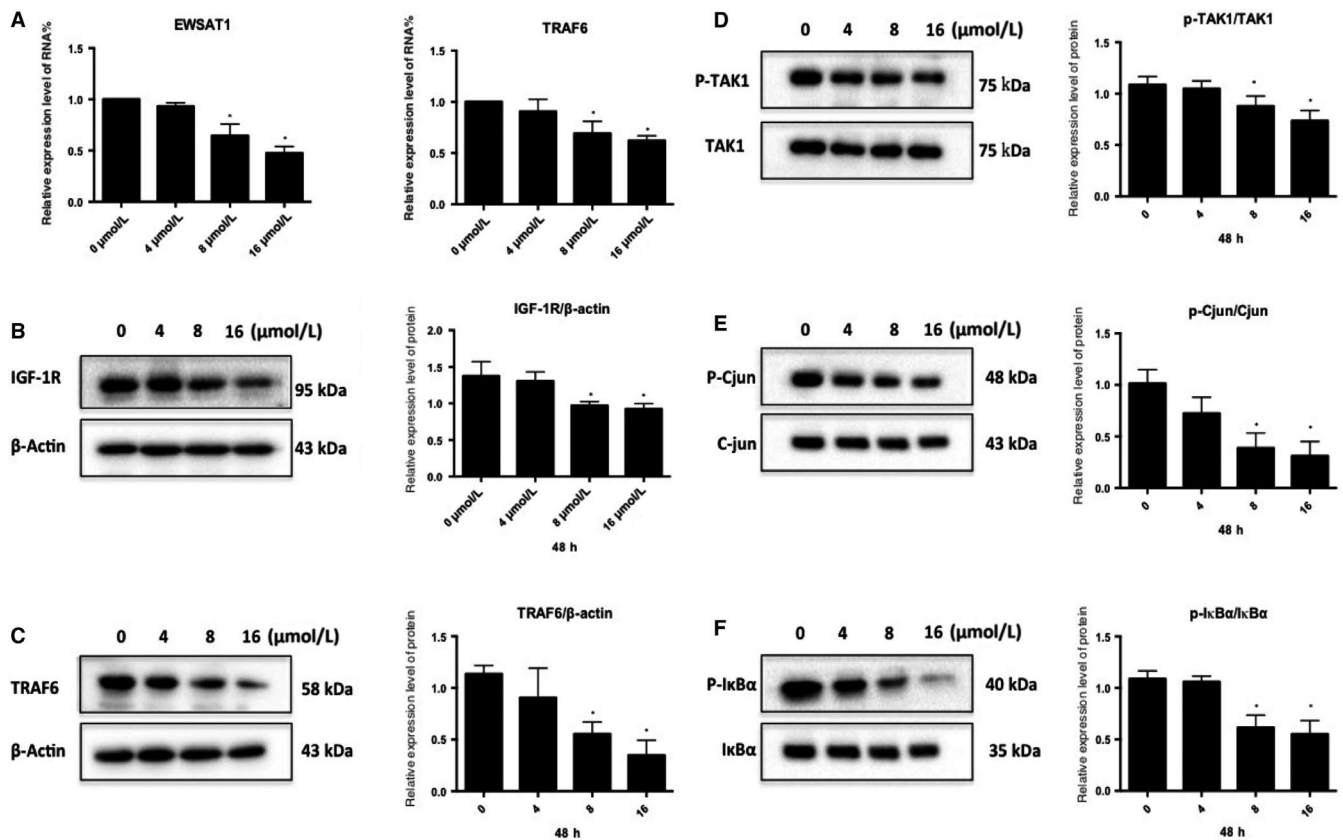 A
EWSAT1
Relative expression level of RNA%
1.5
1.0
0.5
0.0
0 μmol/L
4 μmol/L
8 μmol/L
16 μmol/L
*
*
TRAF6
Relative expression level of RNA%
1.5
1.0
0.5
0.0
0 μmol/L
4 μmol/L
8 μmol/L
16 μmol/L
*
*
B
0 4 8 16 (μmol/L)
IGF-1R
95 kDa
β-Actin
43 kDa
IGF-1R/β-actin
Relative expression level of protein
2.0
1.5
1.0
0.5
0.0
0 μmol/L
4 μmol/L
8 μmol/L
16 μmol/L
*
*
48 h
C
0 4 8 16 (μmol/L)
TRAF6
58 kDa
β-Actin
43 kDa
TRAF6/β-actin
Relative expression level of protein
1.5
1.0
0.5
0.0
0
4
8
16
*
*
48 h
D
0 4 8 16 (μmol/L)
P-TAK1
75 kDa
TAK1
75 kDa
p-TAK1/TAK1
Relative expression level of protein
1.5
1.0
0.5
0.0
0
4
8
16
*
*
48 h
E
0 4 8 16 (μmol/L)
P-Cjun
48 kDa
C-jun
43 kDa
p-Cjun/Cjun
Relative expression level of protein
1.5
1.0
0.5
0.0
0
4
8
16
*
*
48 h
F
0 4 8 16 (μmol/L)
P-IκBα
40 kDa
IκBα
35 kDa
p-IκBα/IκBα
Relative expression level of protein
1.5
1.0
0.5
0.0
0
4
8
16
*
*
48 h